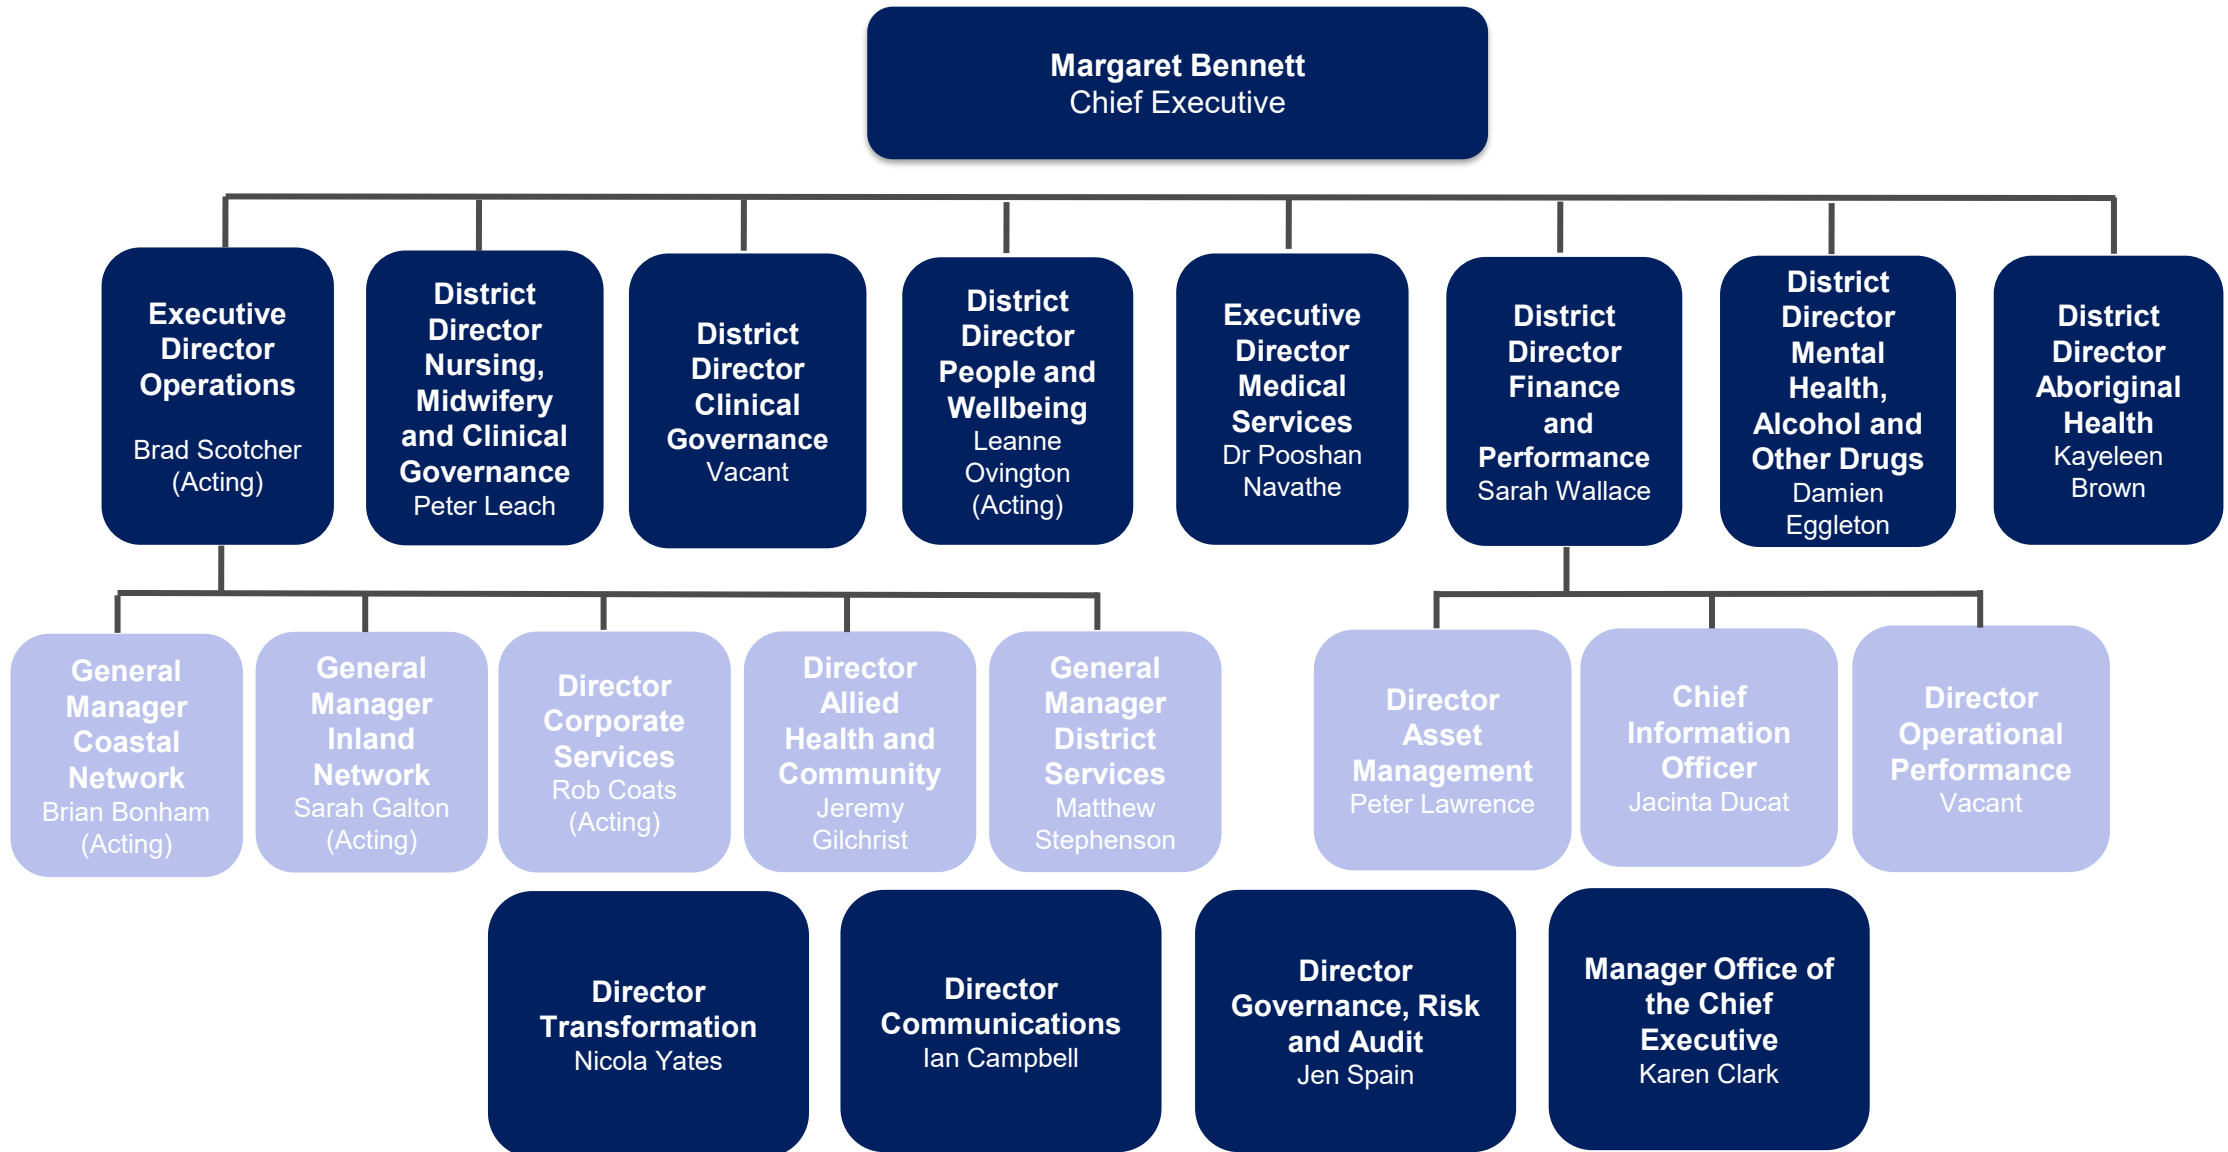 Margaret Bennett
Chief Executive
Executive
Director
Operations
Brad Scotcher
(Acting)
District
Director
Nursing,
Midwifery
and Clinical
Governance
Peter Leach
District
Director
Clinical
Governance
Vacant
District
Director
People and
Wellbeing
Leanne
Ovington
(Acting)
Executive
Director
Medical
Services
Dr Pooshan
Navathe
District
Director
Finance
and
Performance
Sarah Wallace
District
Director
Mental
Health,
Alcohol and
Other Drugs
Damien
Eggleton
District
Director
Aboriginal
Health
Kayeleen
Brown
General
Manager
Coastal
Network
Brian Bonham
(Acting)
General
Manager
Inland
Network
Sarah Galton
(Acting)
Director
Corporate
Services
Rob Coats
(Acting)
Director
Allied
Health and
Community
Jeremy
Gilchrist
General
Manager
District
Services
Matthew
Stephenson
Director
Asset
Management
Peter Lawrence
Chief
Information
Officer
Jacinta Ducat
Director
Operational
Performance
Vacant
Director
Transformation
Nicola Yates
Director
Communications
Ian Campbell
Director
Governance, Risk
and Audit
Jen Spain
Manager Office of
the Chief
Executive
Karen Clark